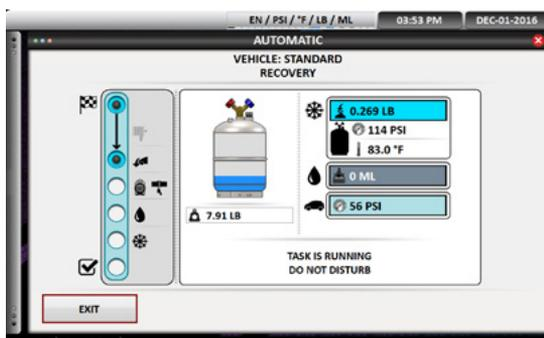 EN / PSI / °F / LB / ML
03:53 PM
DEC-01-2016
AUTOMATIC
VEHICLE: STANDARD
RECOVERY
0.269 LB
114 PSI
83.0 °F
0 ML
56 PSI
7.91 LB
TASK IS RUNNING
DO NOT DISTURB
EXIT